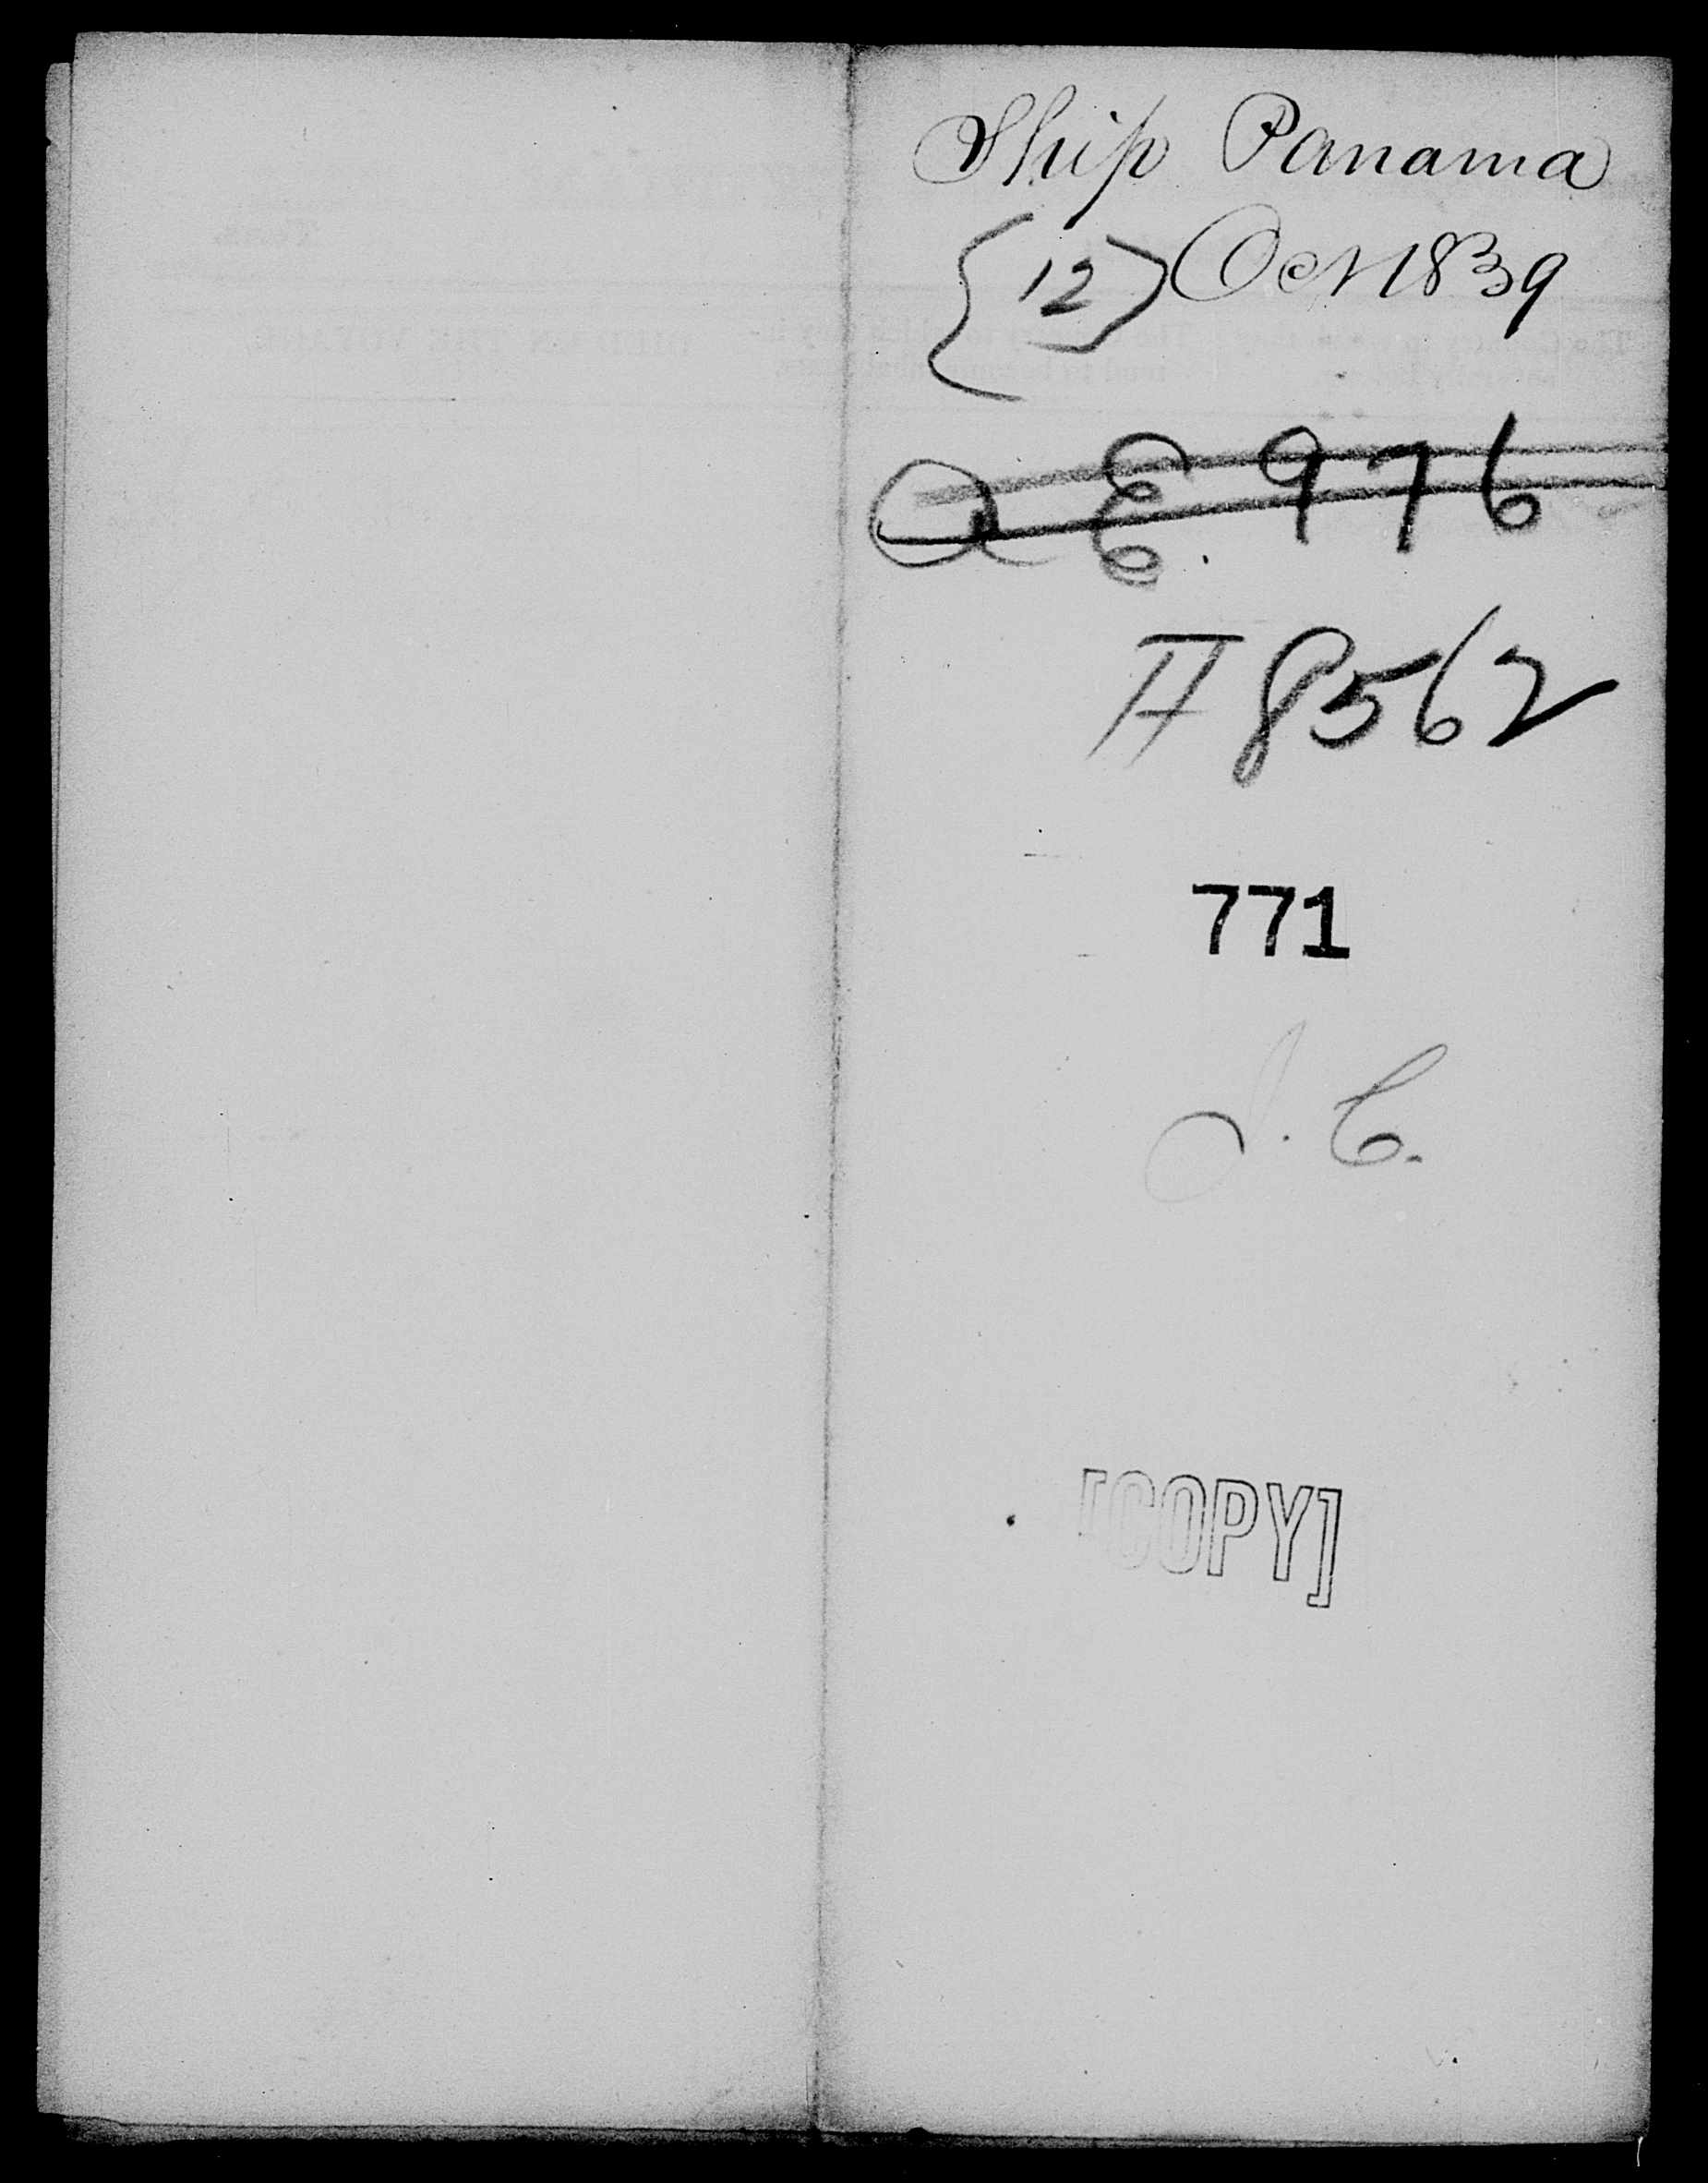 Ship Panama
{12} Oct 1839
Q E. 976
H 8562
771
J. C.
[COPY]